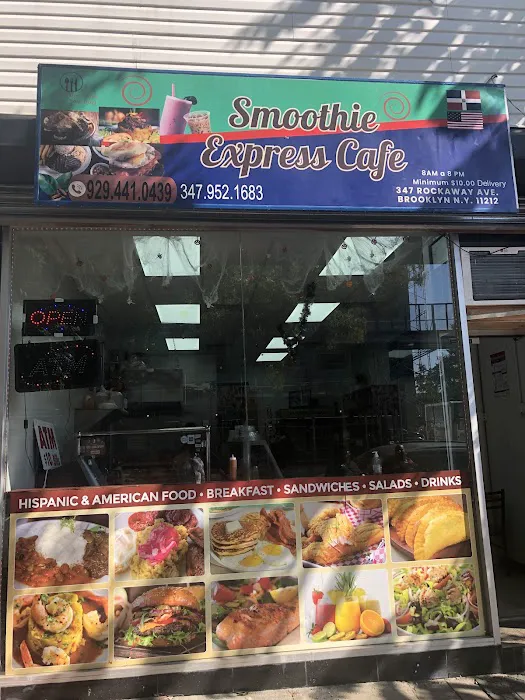 Smoothie
Express Cafe
8AM a 8 PM
Minimum $10.00 Delivery
929.441.0439 347.952.1683
347 ROCKAWAY AVE.
BROOKLYN N.Y. 11212
OPEN
ATM
ATM
HISPANIC & AMERICAN FOOD • BREAKFAST • SANDWICHES • SALADS • DRINKS